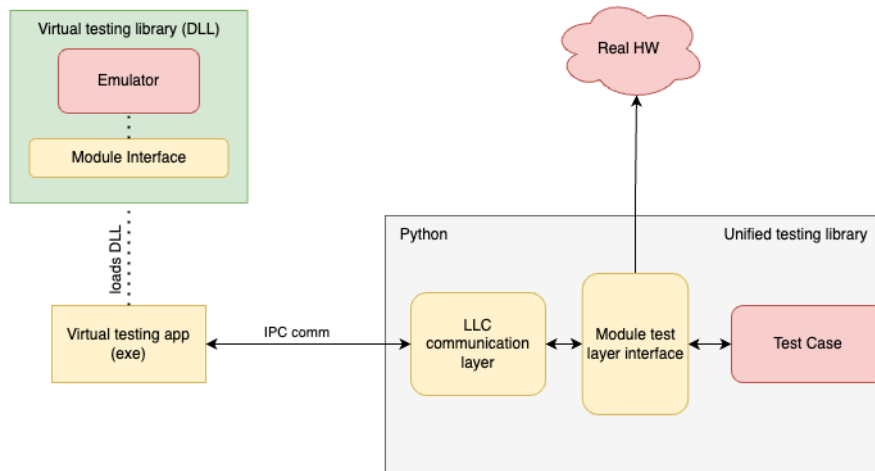 Virtual testing library (DLL)
Emulator
Module Interface
loads DLL
Virtual testing app
(exe)
IPC comm
Real HW
Python
Unified testing library
LLC
communication
layer
Module test
layer interface
Test Case